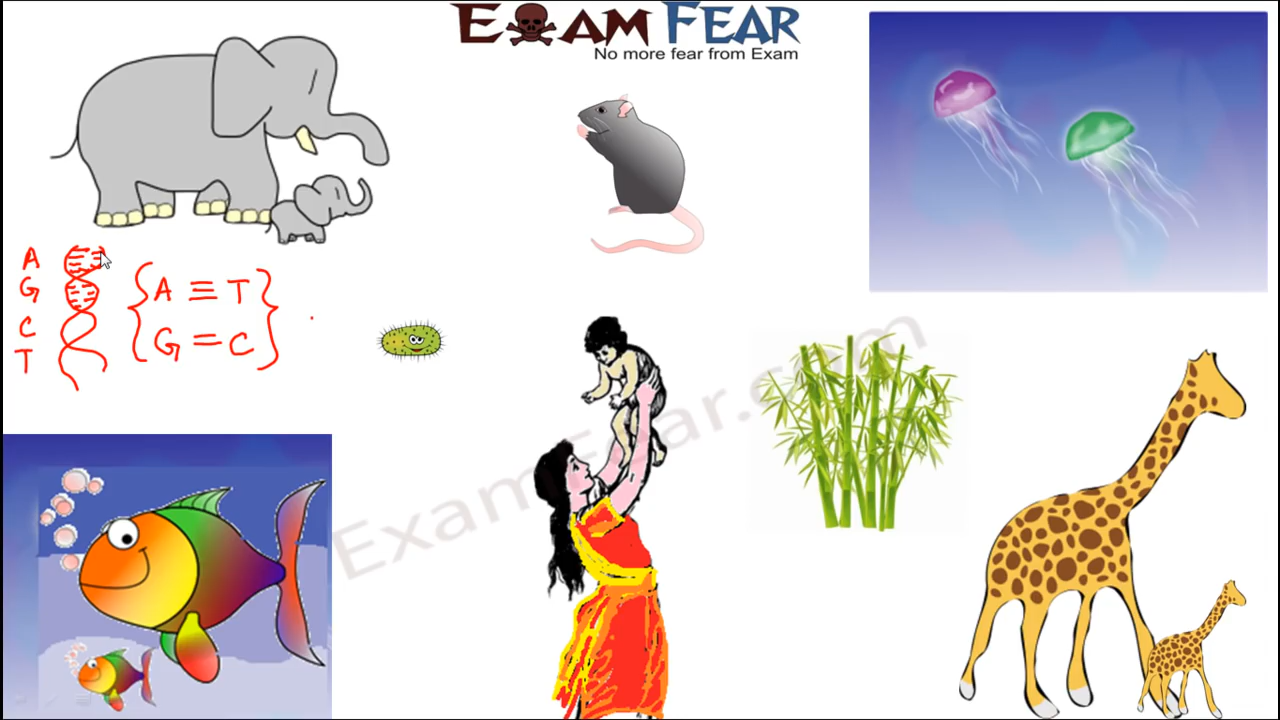 EXAM FEAR
No more fear from Exam
A
G
C
T
A ≡ T
G = C
ExamFear.com